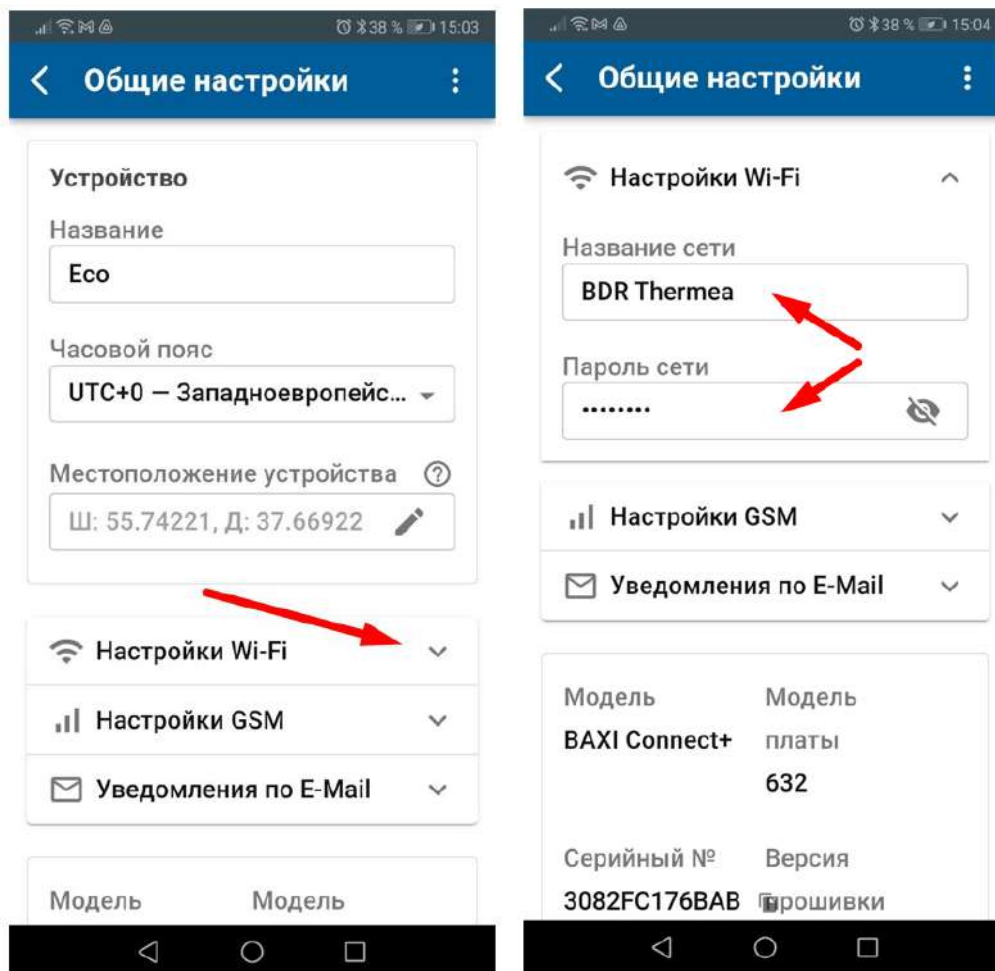 38 % 15:03
Общие настройки
Устройство
Название
Eco
Часовой пояс
UTC+0 — Западноевропейс...
Местоположение устройства
Ш: 55.74221, Д: 37.66922
Настройки Wi-Fi
Настройки GSM
Уведомления по E-Mail
Модель Модель
38 % 15:04
Общие настройки
Настройки Wi-Fi
Название сети
BDR Thermea
Пароль сети
••••••••
Настройки GSM
Уведомления по E-Mail
Модель Модель
BAXI Connect+ платы
632
Серийный № Версия
3082FC176BAB прошивки